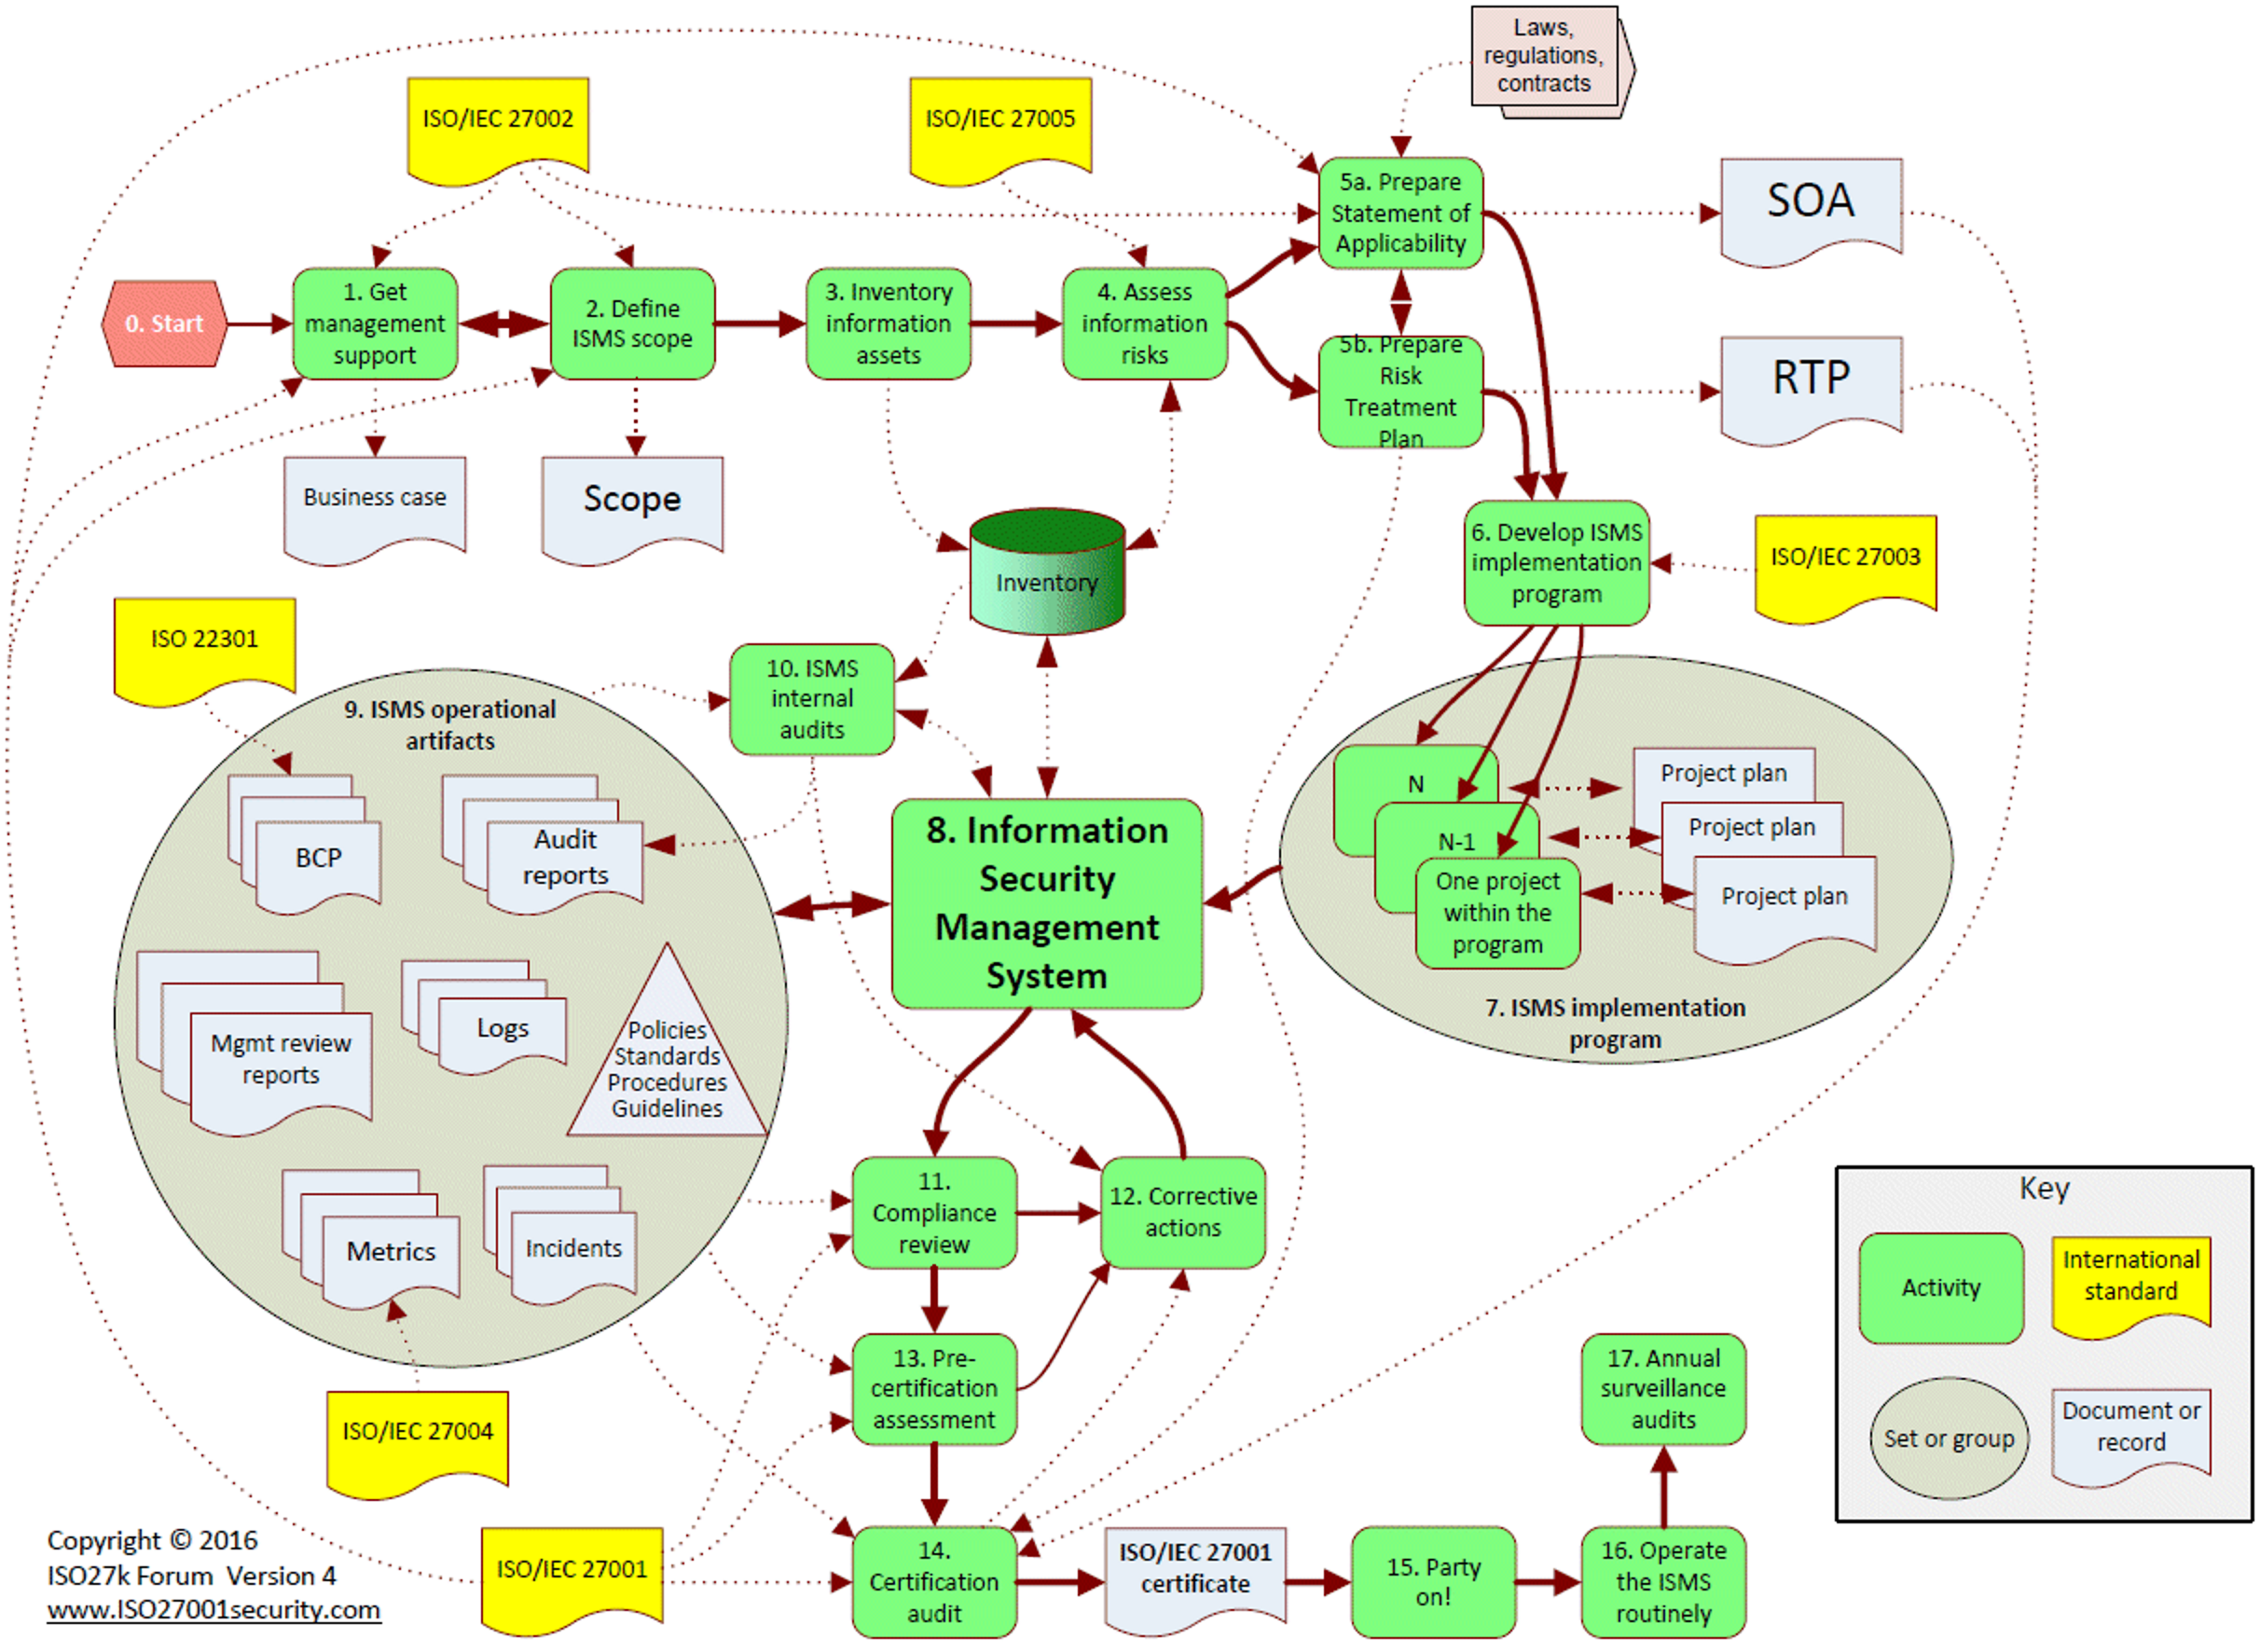 Laws,
regulations,
contracts
ISO/IEC 27002
ISO/IEC 27005
5a. Prepare
Statement of
Applicability
SOA
0. Start
1. Get
management
support
2. Define
ISMS scope
3. Inventory
information
assets
4. Assess
information
risks
5b. Prepare
Risk
Treatment
Plan
RTP
Business case
Scope
Inventory
6. Develop ISMS
implementation
program
ISO/IEC 27003
ISO 22301
10. ISMS
internal
audits
9. ISMS operational
artifacts
BCP
Audit
reports
Mgmt review
reports
Logs
Policies
Standards
Procedures
Guidelines
Metrics
Incidents
8. Information
Security
Management
System
N
N-1
One project
within the
program
Project plan
Project plan
Project plan
7. ISMS implementation
program
11.
Compliance
review
12. Corrective
actions
13. Pre-
certification
assessment
ISO/IEC 27004
ISO/IEC 27001
14.
Certification
audit
ISO/IEC 27001
certificate
15. Party
on!
16. Operate
the ISMS
routinely
17. Annual
surveillance
audits
Key
Activity
International
standard
Set or group
Document or
record
Copyright © 2016
ISO27k Forum Version 4
www.ISO27001security.com